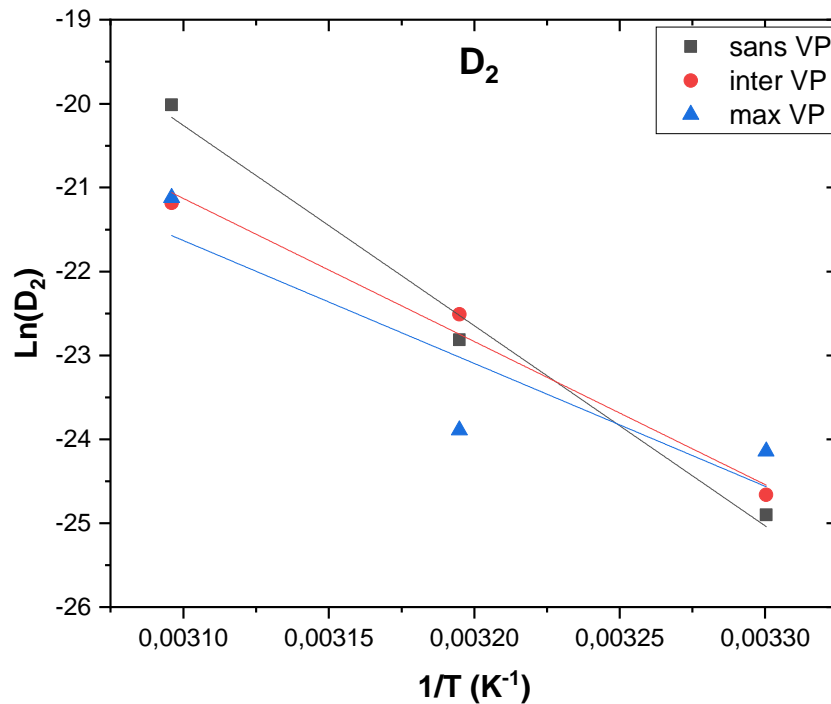 D₂
sans VP
inter VP
max VP
Ln(D₂)
-19
-20
-21
-22
-23
-24
-25
-26
0,00310
0,00315
0,00320
0,00325
0,00330
1/T (K⁻¹)